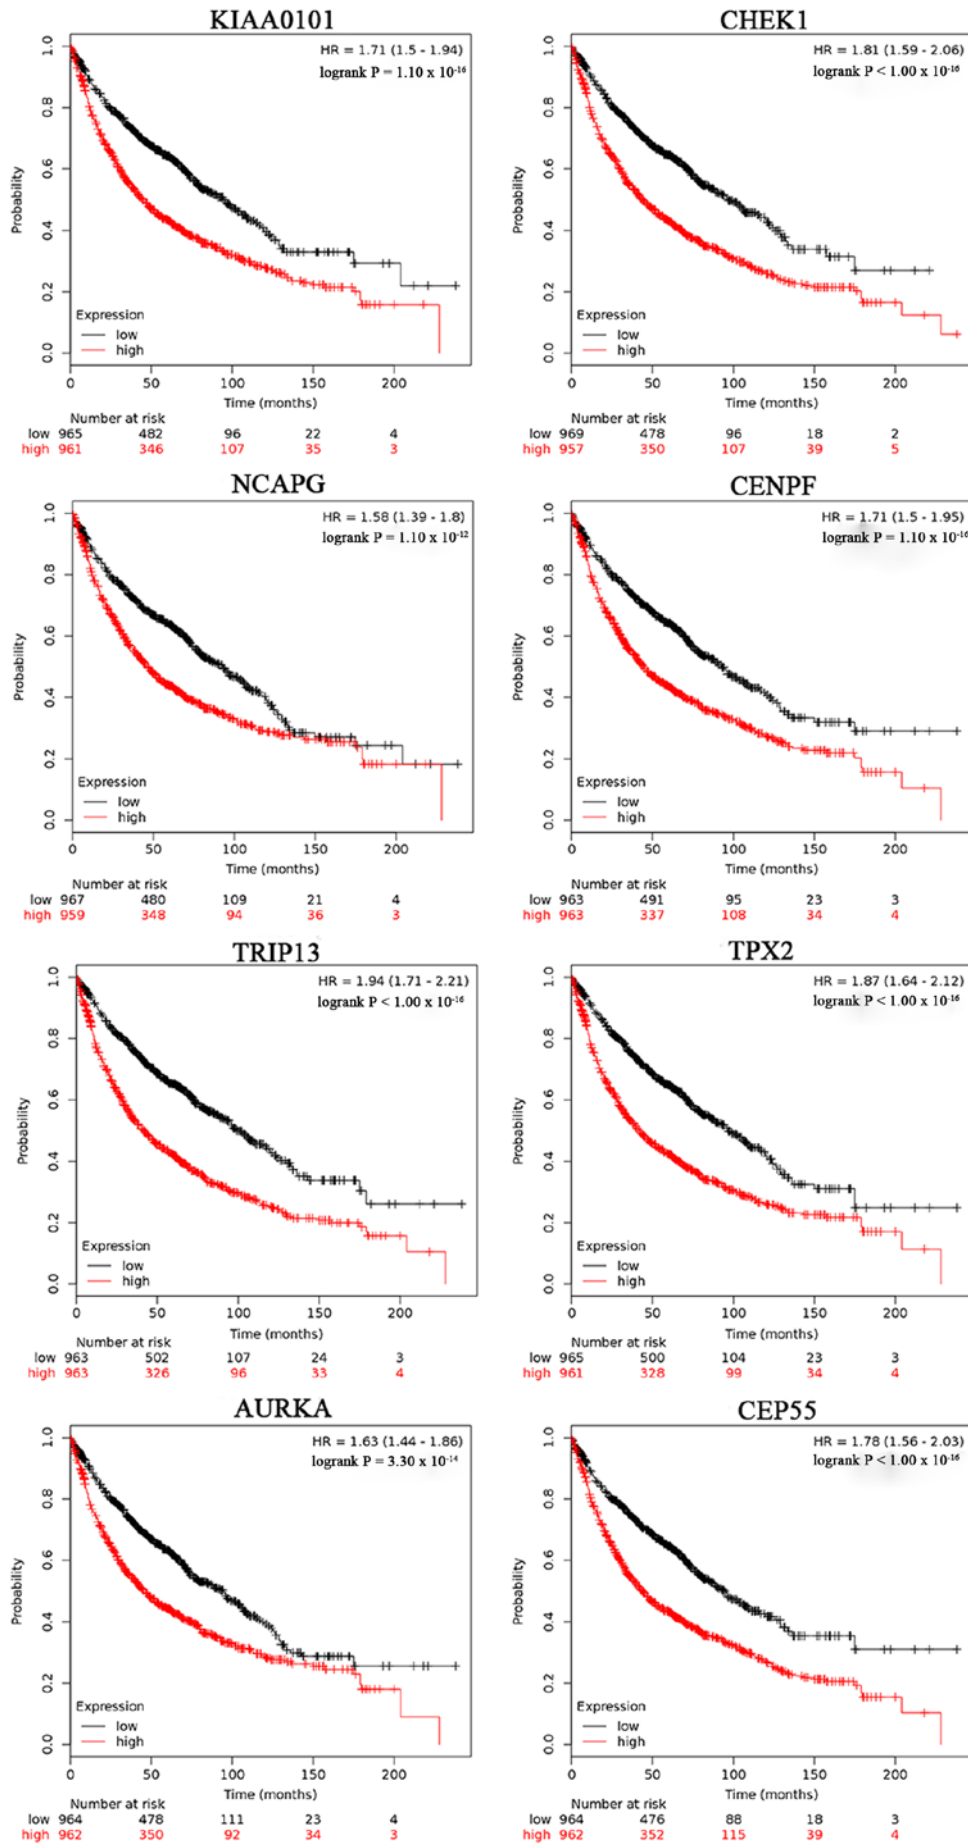 KIAA0101
HR = 1.71 (1.5 - 1.94)
logrank P = 1.10 x 10-16
Probability
1.0
0.8
0.6
0.4
0.2
0.0
Expression
low
high
0 50 100 150 200
Time (months)
Number at risk
low 965 482 96 22 4
high 961 346 107 35 3
CHEK1
HR = 1.81 (1.59 - 2.06)
logrank P < 1.00 x 10-16
Probability
1.0
0.8
0.6
0.4
0.2
0.0
Expression
low
high
0 50 100 150 200
Time (months)
Number at risk
low 969 478 96 18 2
high 957 350 107 39 5
NCAPG
HR = 1.58 (1.39 - 1.8)
logrank P = 1.10 x 10-12
Probability
1.0
0.8
0.6
0.4
0.2
0.0
Expression
low
high
0 50 100 150 200
Time (months)
Number at risk
low 967 480 109 21 4
high 959 348 94 36 3
CENPF
HR = 1.71 (1.5 - 1.95)
logrank P = 1.10 x 10-16
Probability
1.0
0.8
0.6
0.4
0.2
0.0
Expression
low
high
0 50 100 150 200
Time (months)
Number at risk
low 963 491 95 23 3
high 963 337 108 34 4
TRIP13
HR = 1.94 (1.71 - 2.21)
logrank P < 1.00 x 10-16
Probability
1.0
0.8
0.6
0.4
0.2
0.0
Expression
low
high
0 50 100 150 200
Time (months)
Number at risk
low 963 502 107 24 3
high 963 326 96 33 4
TPX2
HR = 1.87 (1.64 - 2.12)
logrank P < 1.00 x 10-16
Probability
1.0
0.8
0.6
0.4
0.2
0.0
Expression
low
high
0 50 100 150 200
Time (months)
Number at risk
low 965 500 104 23 3
high 961 328 99 34 4
AURKA
HR = 1.63 (1.44 - 1.86)
logrank P = 3.30 x 10-14
Probability
1.0
0.8
0.6
0.4
0.2
0.0
Expression
low
high
0 50 100 150 200
Time (months)
Number at risk
low 964 478 111 23 4
high 962 350 92 34 3
CEP55
HR = 1.78 (1.56 - 2.03)
logrank P < 1.00 x 10-16
Probability
1.0
0.8
0.6
0.4
0.2
0.0
Expression
low
high
0 50 100 150 200
Time (months)
Number at risk
low 964 476 88 18 3
high 962 352 115 39 4